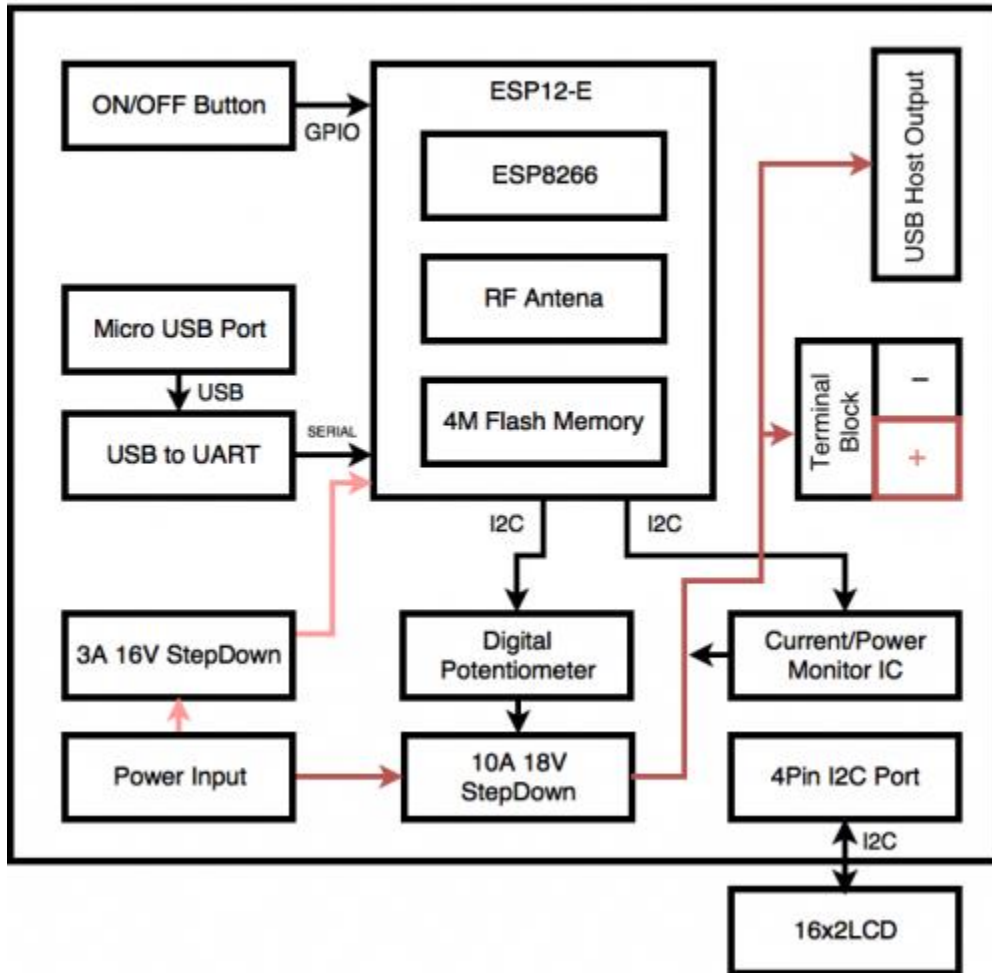 ON/OFF Button
GPIO
ESP12-E
ESP8266
RF Antena
4M Flash Memory
USB Host Output
Micro USB Port
USB
USB to UART
SERIAL
Terminal
Block
-
+
I2C
I2C
3A 16V StepDown
Digital
Potentiometer
Current/Power
Monitor IC
Power Input
10A 18V
StepDown
4Pin I2C Port
I2C
16x2LCD